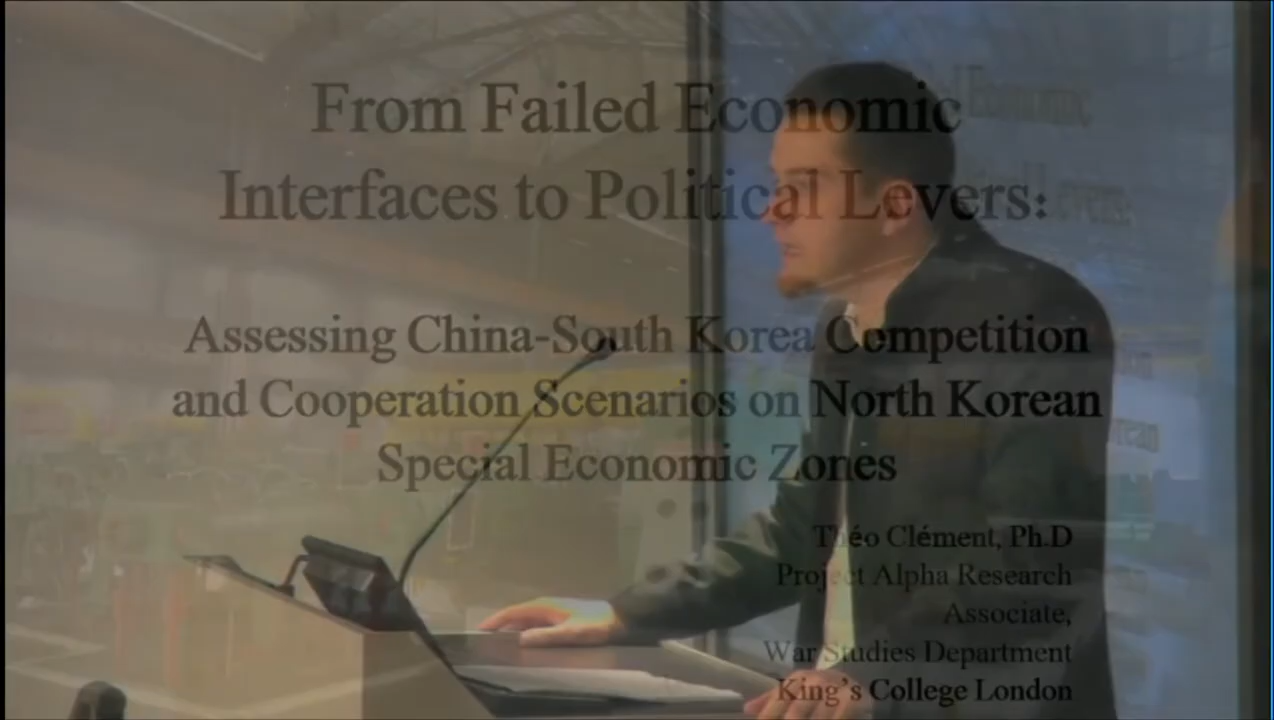 From Failed Economic
Interfaces to Political Levers:
Assessing China-South Korea Competition
and Cooperation Scenarios on North Korean
Special Economic Zones
Théo Clément, Ph.D
Project Alpha Research
Associate,
War Studies Department
King's College London